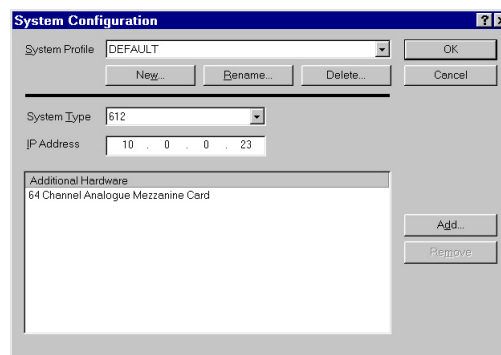 System Configuration
System Profile DEFAULT OK
New... Rename... Delete... Cancel
System Type 612
IP Address 10 . 0 . 0 . 23
Additional Hardware
64 Channel Analogue Mezzanine Card
Add...
Remove